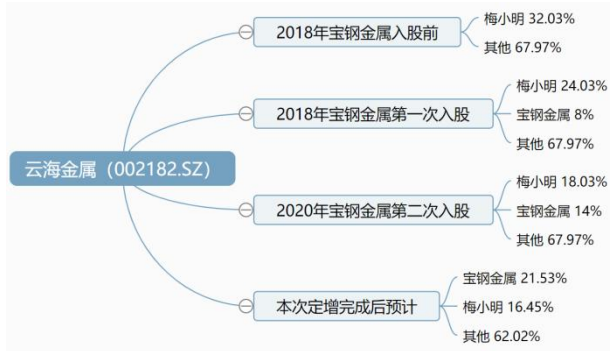 云海金属（002182.SZ）
2018年宝钢金属入股前
梅小明 32.03%
其他 67.97%
2018年宝钢金属第一次入股
梅小明 24.03%
宝钢金属 8%
其他 67.97%
2020年宝钢金属第二次入股
梅小明 18.03%
宝钢金属 14%
其他 67.97%
本次定增完成后预计
宝钢金属 21.53%
梅小明 16.45%
其他 62.02%